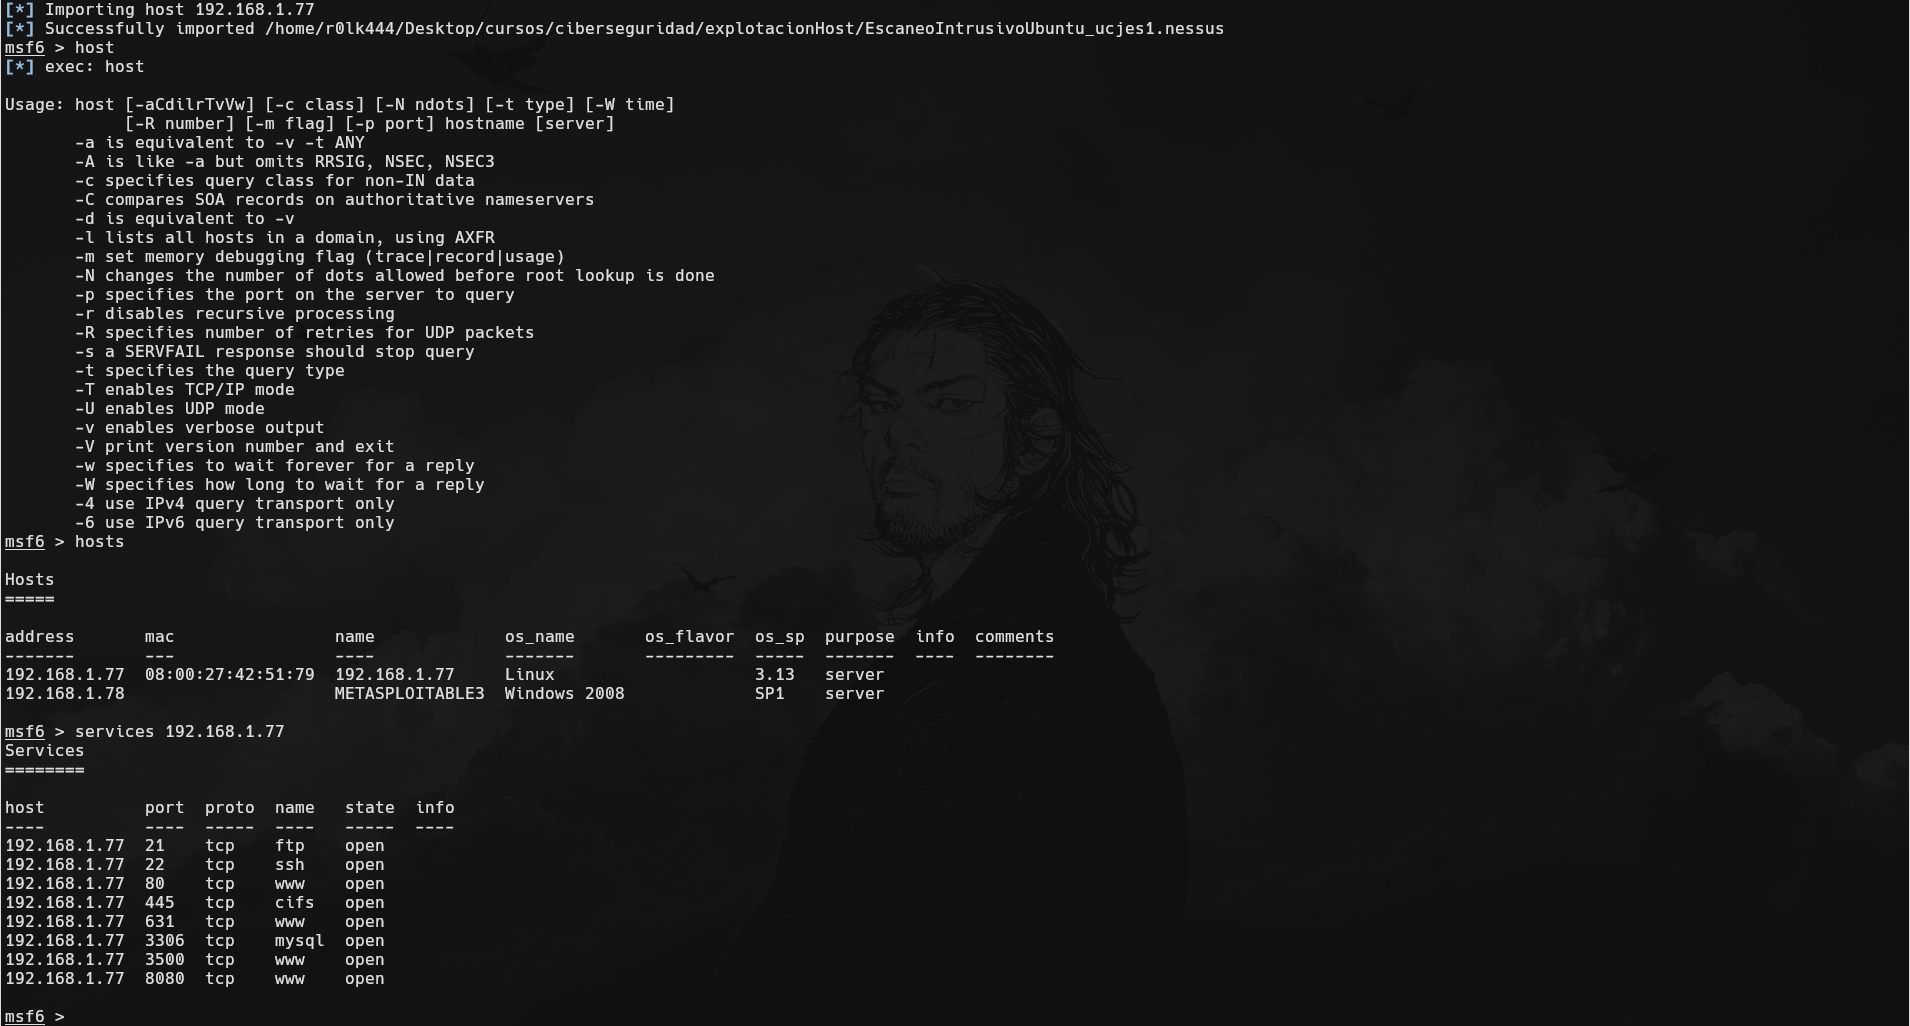 [*] Importing host 192.168.1.77
[*] Successfully imported /home/r0lk444/Desktop/cursos/ciberseguridad/explotacionHost/EscaneoIntrusivoUbuntu_ucjes1.nessus
msf6 > host
[*] exec: host

Usage: host [-aCdilrTvVw] [-c class] [-N ndots] [-t type] [-W time]
            [-R number] [-m flag] [-p port] hostname [server]
       -a is equivalent to -v -t ANY
       -A is like -a but omits RRSIG, NSEC, NSEC3
       -c specifies query class for non-IN data
       -C compares SOA records on authoritative nameservers
       -d is equivalent to -v
       -l lists all hosts in a domain, using AXFR
       -m set memory debugging flag (trace|record|usage)
       -N changes the number of dots allowed before root lookup is done
       -p specifies the port on the server to query
       -r disables recursive processing
       -R specifies number of retries for UDP packets
       -s a SERVFAIL response should stop query
       -t specifies the query type
       -T enables TCP/IP mode
       -U enables UDP mode
       -v enables verbose output
       -V print version number and exit
       -w specifies to wait forever for a reply
       -W specifies how long to wait for a reply
       -4 use IPv4 query transport only
       -6 use IPv6 query transport only
msf6 > hosts

Hosts
=====

address       mac                name             os_name       os_flavor  os_sp  purpose  info  comments
-------       ---                ----             -------       ---------  -----  -------  ----  --------
192.168.1.77  08:00:27:42:51:79  192.168.1.77     Linux                    3.13   server
192.168.1.78                     METASPLOITABLE3  Windows 2008             SP1    server

msf6 > services 192.168.1.77
Services
========

host          port  proto  name   state  info
----          ----  -----  ----   -----  ----
192.168.1.77  21    tcp    ftp    open
192.168.1.77  22    tcp    ssh    open
192.168.1.77  80    tcp    www    open
192.168.1.77  445   tcp    cifs   open
192.168.1.77  631   tcp    www    open
192.168.1.77  3306  tcp    mysql  open
192.168.1.77  3500  tcp    www    open
192.168.1.77  8080  tcp    www    open

msf6 >